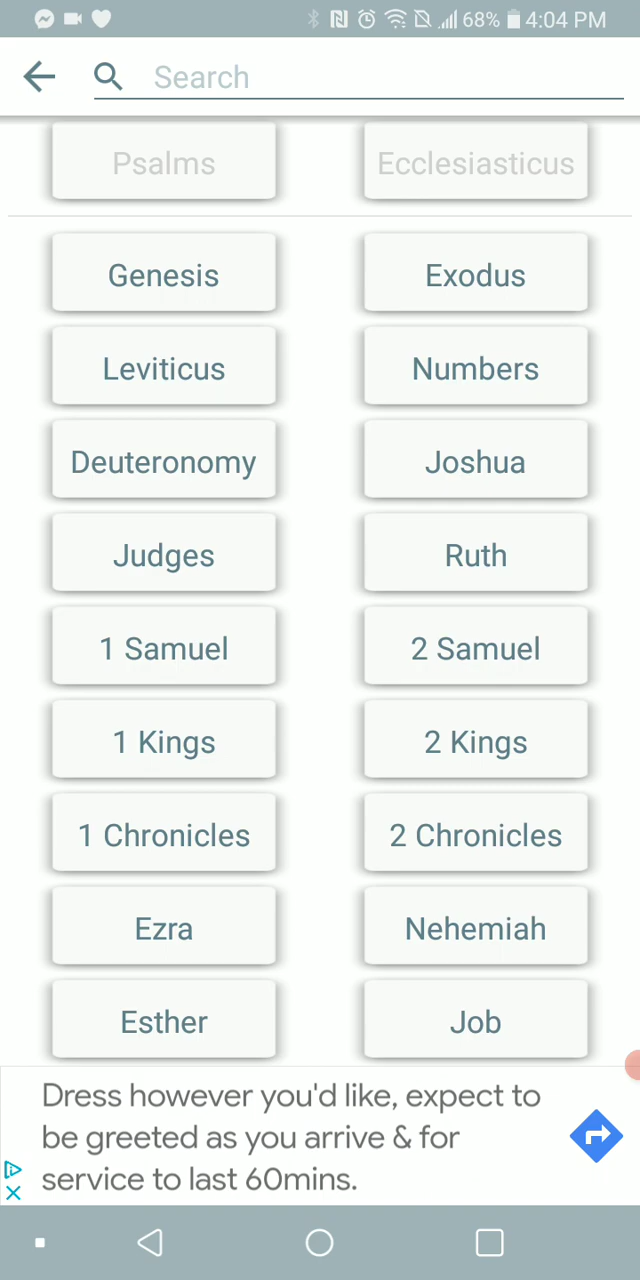 68% 4:04 PM
Search
Psalms Ecclesiasticus
Genesis Exodus
Leviticus Numbers
Deuteronomy Joshua
Judges Ruth
1 Samuel 2 Samuel
1 Kings 2 Kings
1 Chronicles 2 Chronicles
Ezra Nehemiah
Esther Job
Dress however you'd like, expect to
be greeted as you arrive & for
service to last 60mins.